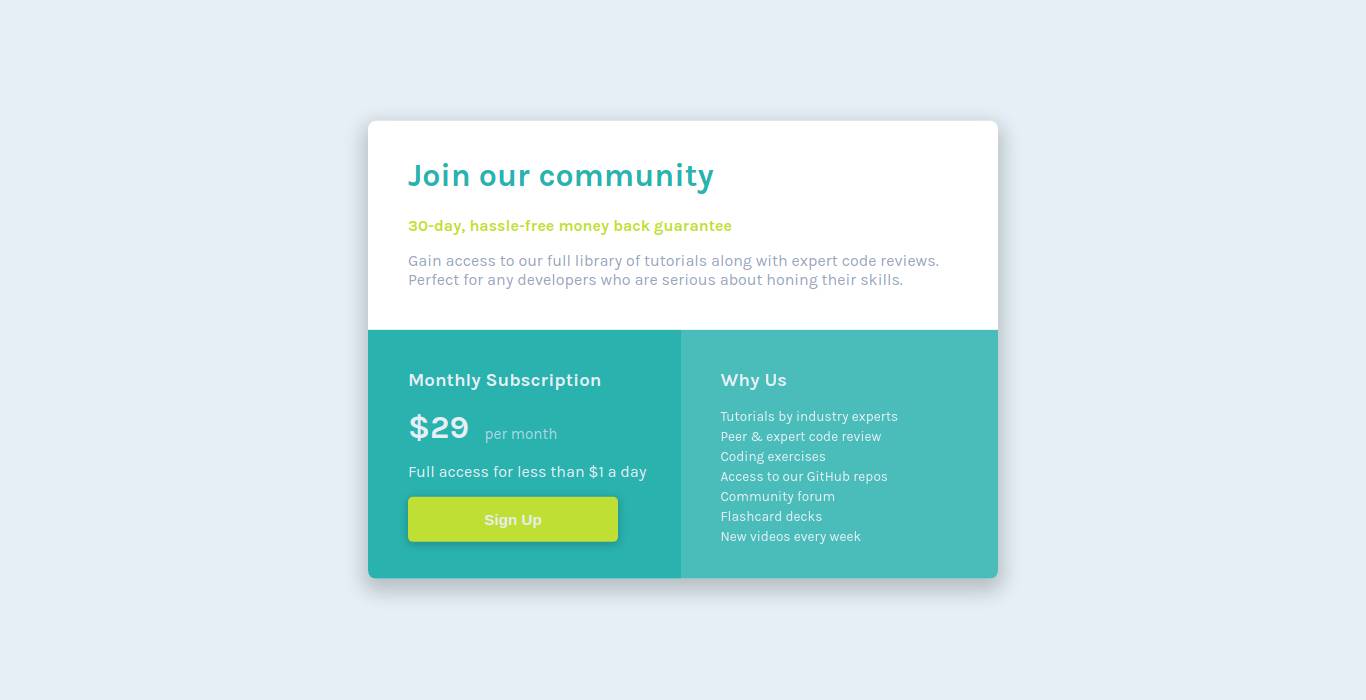 Join our community
30-day, hassle-free money back guarantee
Gain access to our full library of tutorials along with expert code reviews.
Perfect for any developers who are serious about honing their skills.
Monthly Subscription
$29 per month
Full access for less than $1 a day
Sign Up
Why Us
Tutorials by industry experts
Peer & expert code review
Coding exercises
Access to our GitHub repos
Community forum
Flashcard decks
New videos every week